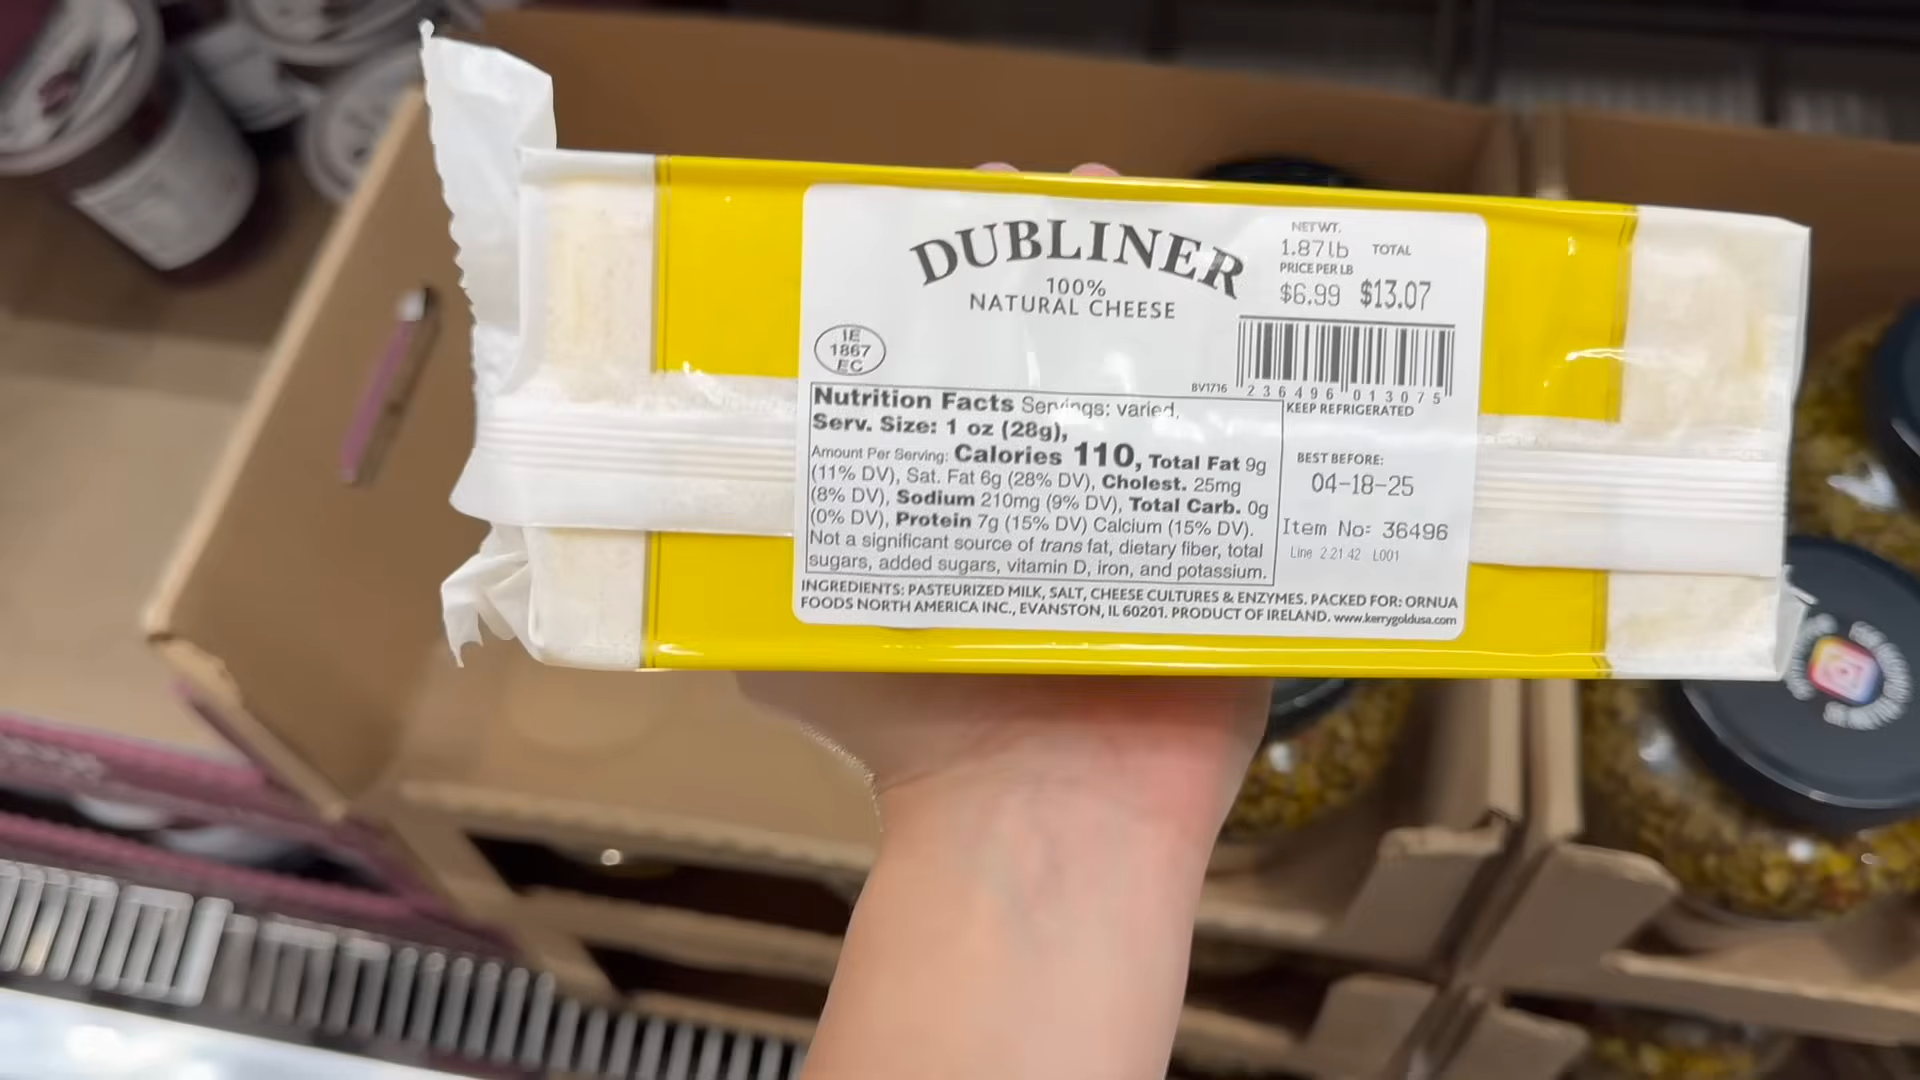 DUBLINER
100%
NATURAL CHEESE
NET WT.
1.87lb TOTAL
PRICE PER LB
$6.99 $13.07
IE
1867
EC
BV1716
2 36496 013075
KEEP REFRIGERATED
Nutrition Facts Servings: varied,
Serv. Size: 1 oz (28g),
Amount Per Serving: Calories 110, Total Fat 9g
(11% DV), Sat. Fat 6g (28% DV), Cholest. 25mg
(8% DV), Sodium 210mg (9% DV), Total Carb. 0g
(0% DV), Protein 7g (15% DV) Calcium (15% DV).
Not a significant source of trans fat, dietary fiber, total
sugars, added sugars, vitamin D, iron, and potassium.
BEST BEFORE:
04-18-25
Item No: 36496
Line 2 21 42 L001
INGREDIENTS: PASTEURIZED MILK, SALT, CHEESE CULTURES & ENZYMES. PACKED FOR: ORNUA
FOODS NORTH AMERICA INC., EVANSTON, IL 60201. PRODUCT OF IRELAND. www.kerrygoldusa.com